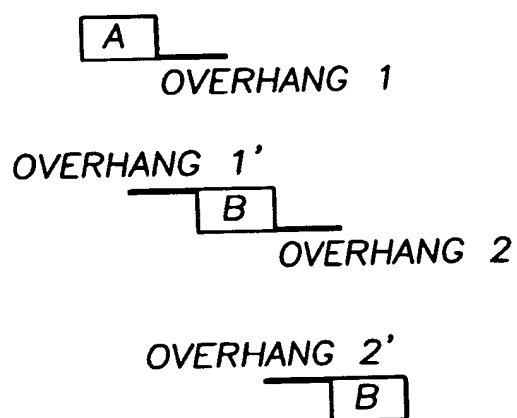 A
OVERHANG 1
OVERHANG 1'
B
OVERHANG 2
OVERHANG 2'
B